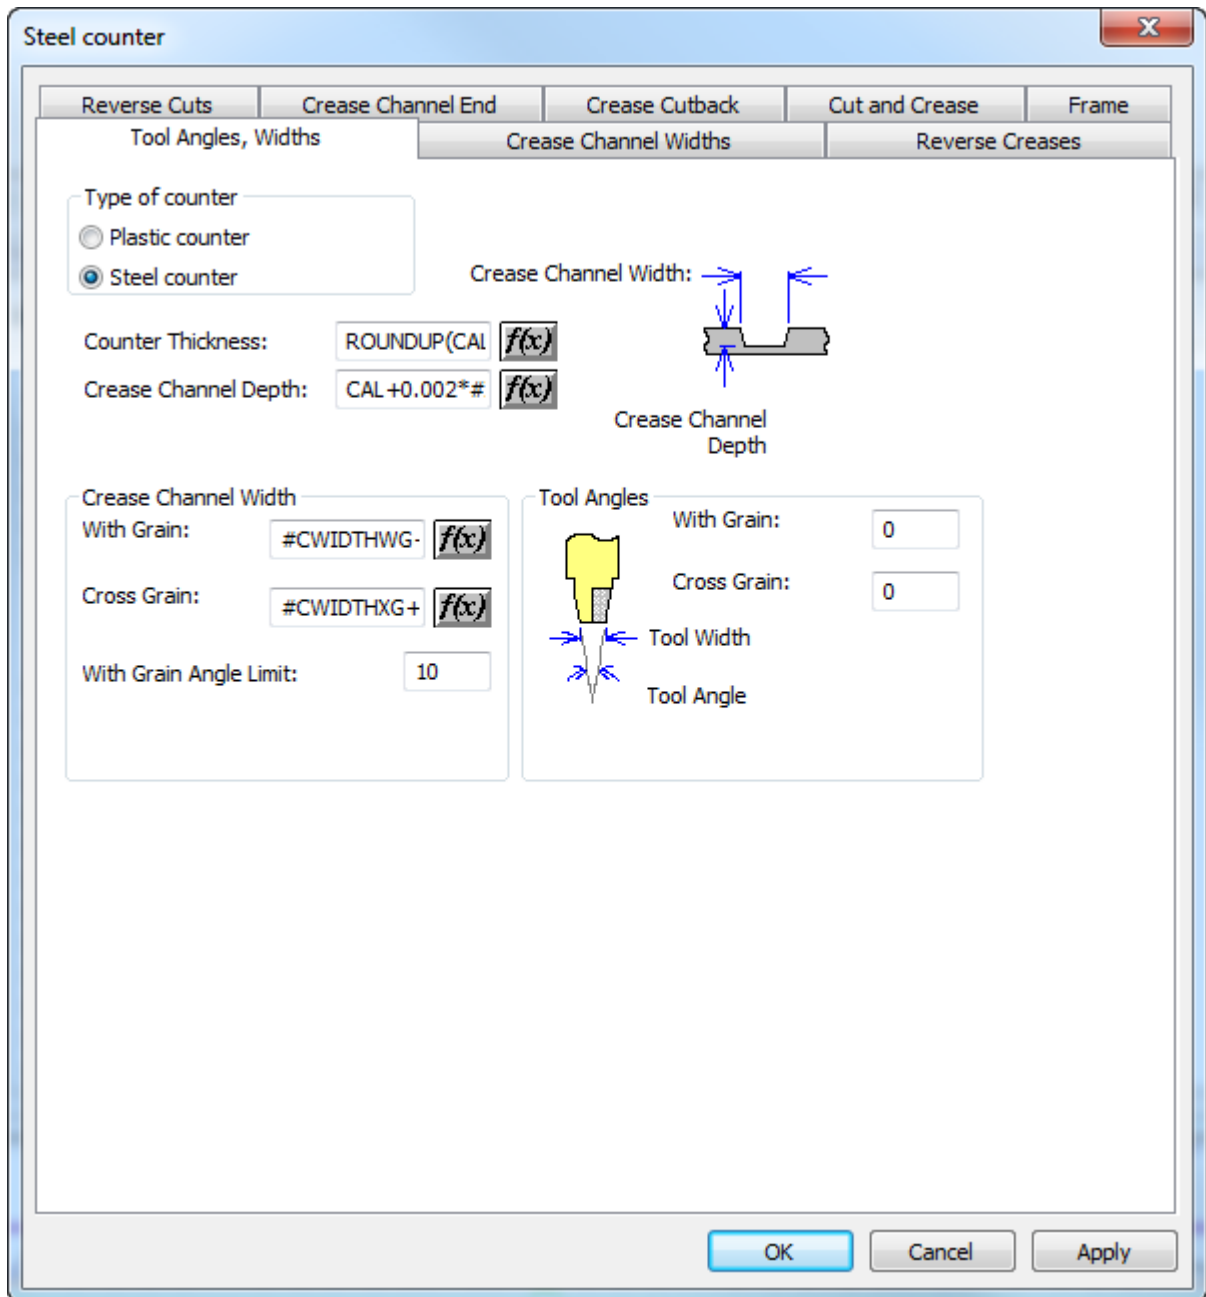 Steel counter
Reverse Cuts Crease Channel End Crease Cutback Cut and Crease Frame
Tool Angles, Widths Crease Channel Widths Reverse Creases
Type of counter
Plastic counter
Steel counter
Crease Channel Width:
Counter Thickness: ROUNDUP(CAL f(x)
Crease Channel Depth: CAL+0.002*# f(x)
Crease Channel
Depth
Crease Channel Width
With Grain: #CWIDTHWG- f(x)
Cross Grain: #CWIDTHXG+ f(x)
With Grain Angle Limit: 10
Tool Angles
With Grain: 0
Cross Grain: 0
Tool Width
Tool Angle
OK Cancel Apply